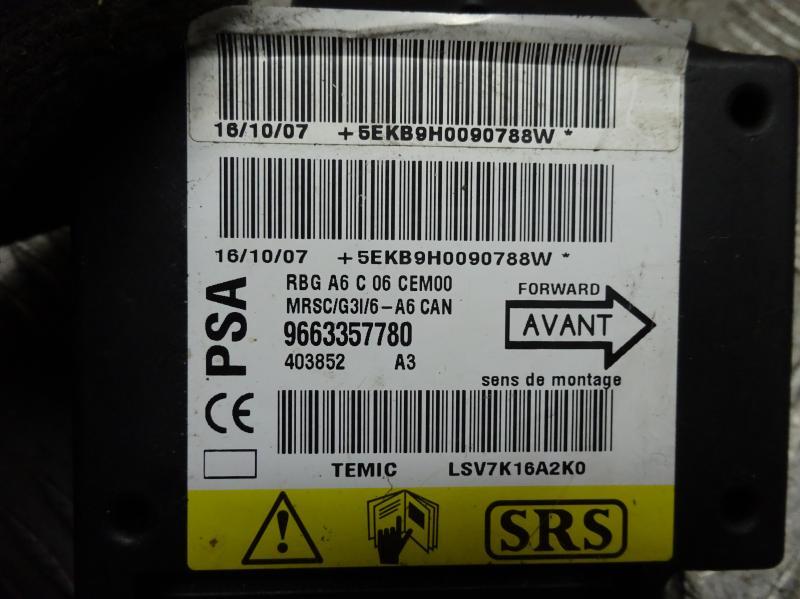 16/10/07 +5EKB9H0090788W *
16/10/07 +5EKB9H0090788W *
PSA
RBG A6 C 06 CEM00
MRSC/G3I/6-A6 CAN
9663357780
403852 A3
FORWARD
AVANT
sens de montage
CE
TEMIC LSV7K16A2K0
SRS